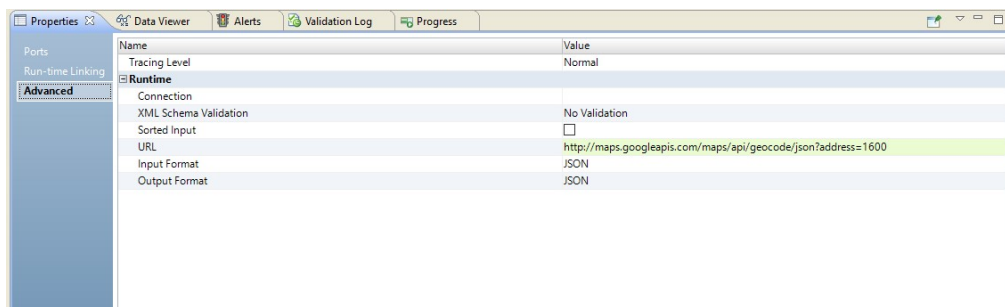 Properties Data Viewer Alerts Validation Log Progress
Ports
Run-time Linking
Advanced
Name Value
Tracing Level Normal
Runtime
Connection
XML Schema Validation No Validation
Sorted Input
URL http://maps.googleapis.com/maps/api/geocode/json?address=1600
Input Format JSON
Output Format JSON